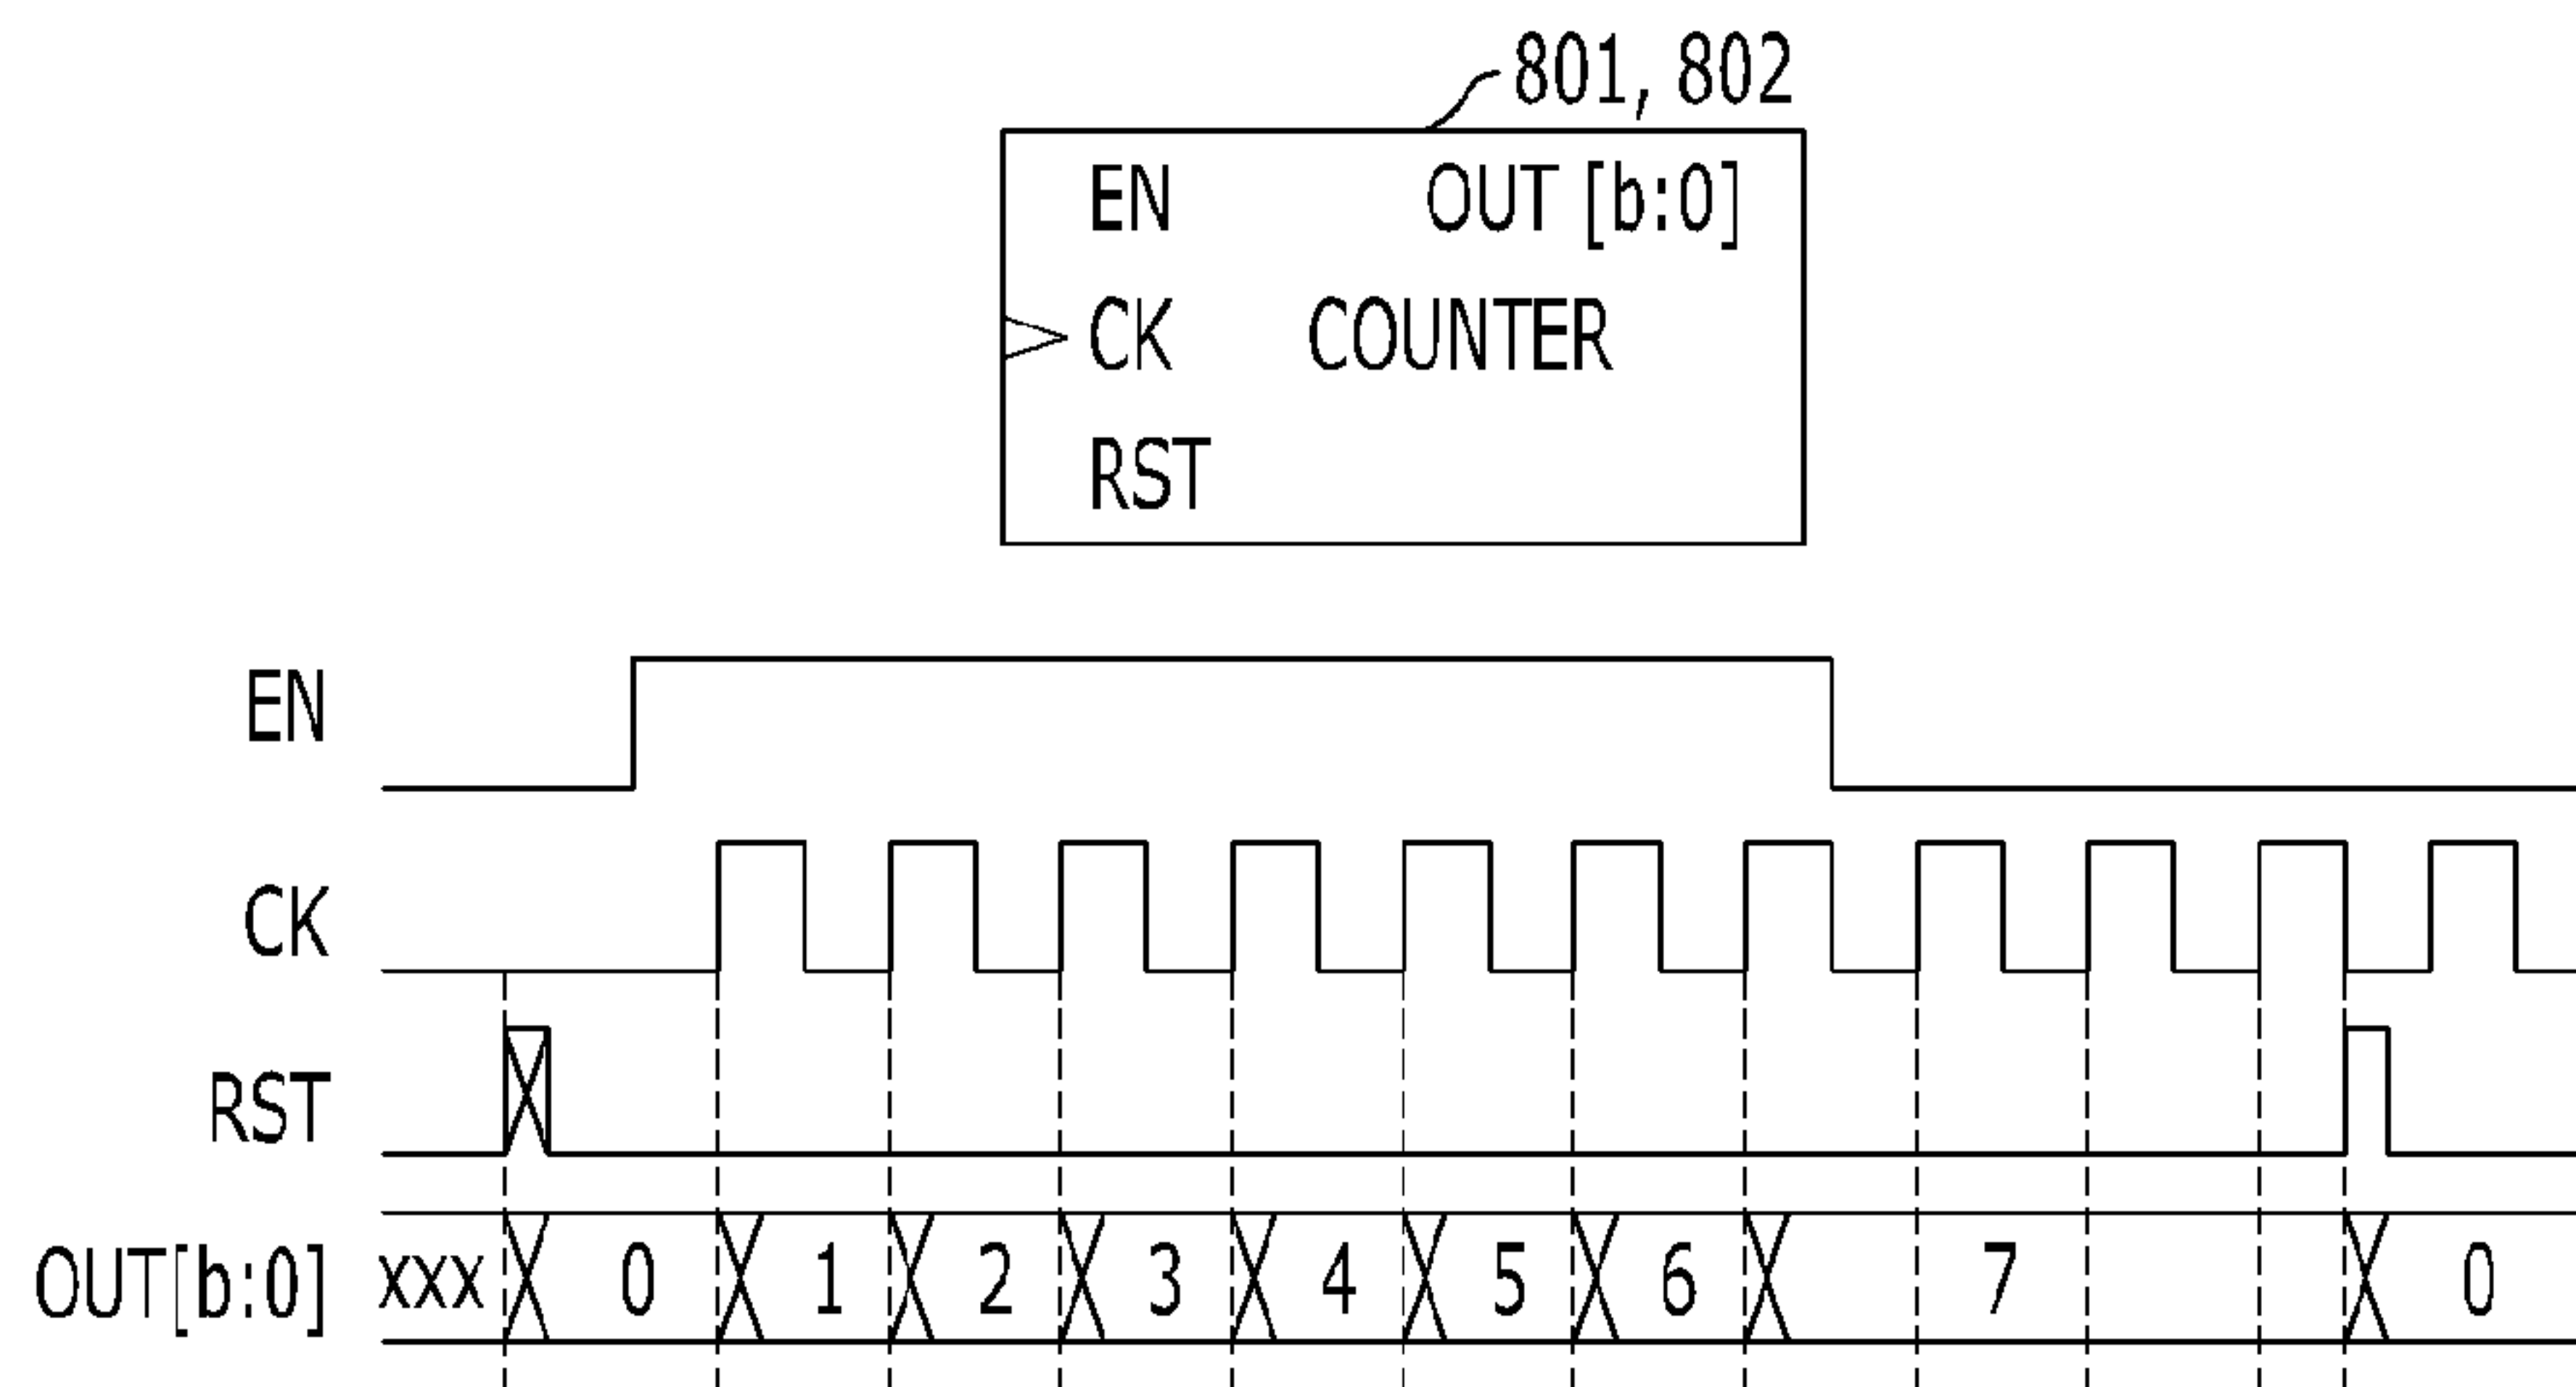 801, 802
EN OUT [b:0]
CK COUNTER
RST
EN
CK
RST
OUT[b:0] XXX 0 1 2 3 4 5 6 7 0